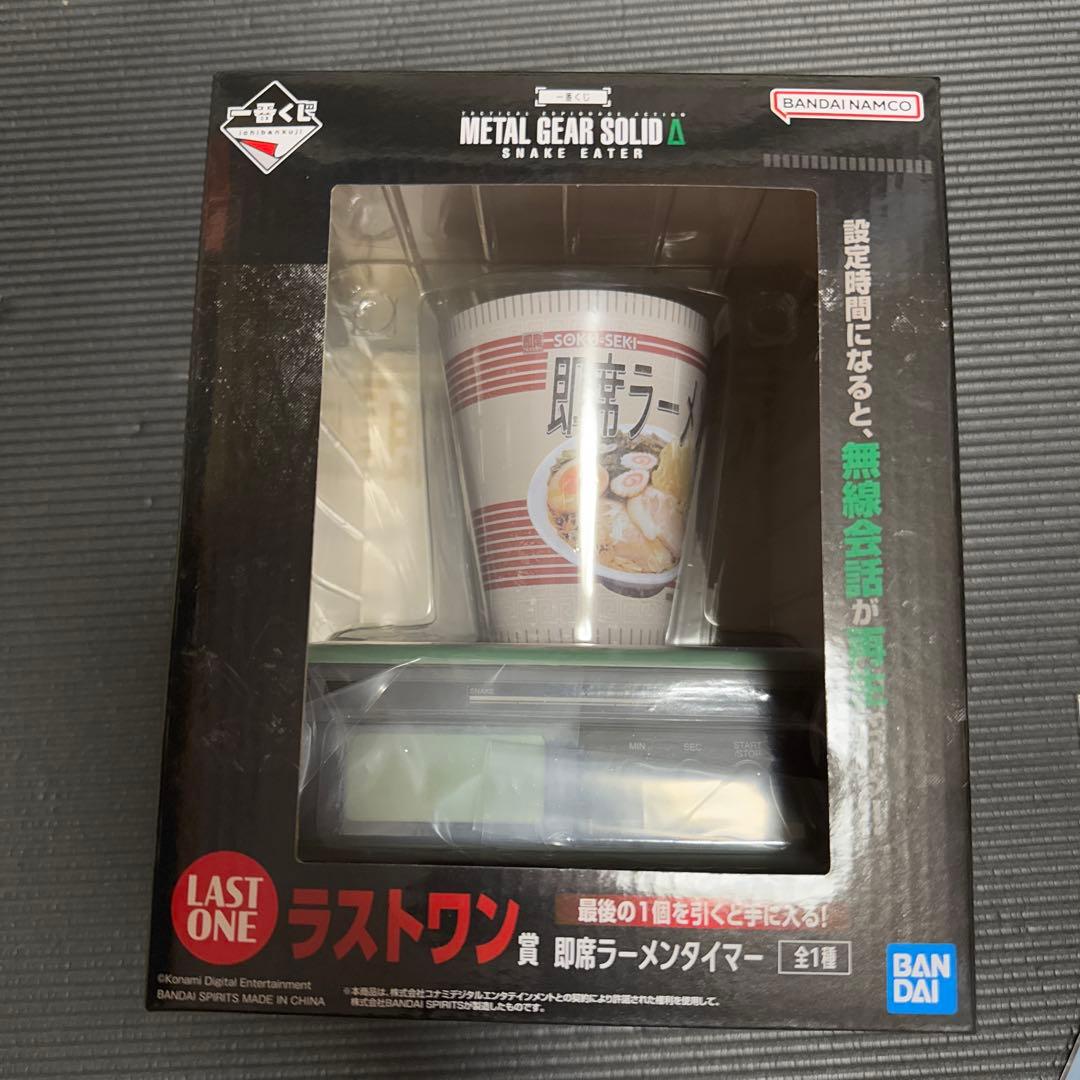 一番くじ
ichibankuji
一番くじ
TACTICAL ESPIONAGE ACTION
METAL GEAR SOLID Δ
SNAKE EATER
BANDAI NAMCO
設定時間になると、無線会話が再生
SOKU-SEKI
即席ラーメ
SNAKE
MIN
SEC
START
/STOP
LAST
ONE
ラストワン賞
最後の1個を引くと手に入る!
即席ラーメンタイマー
全1種
©Konami Digital Entertainment
BANDAI SPIRITS MADE IN CHINA
※本商品は、株式会社コナミデジタルエンタテインメントとの契約により許諾された権利を使用して、
株式会社BANDAI SPIRITSが製造したものです。
BAN
DAI